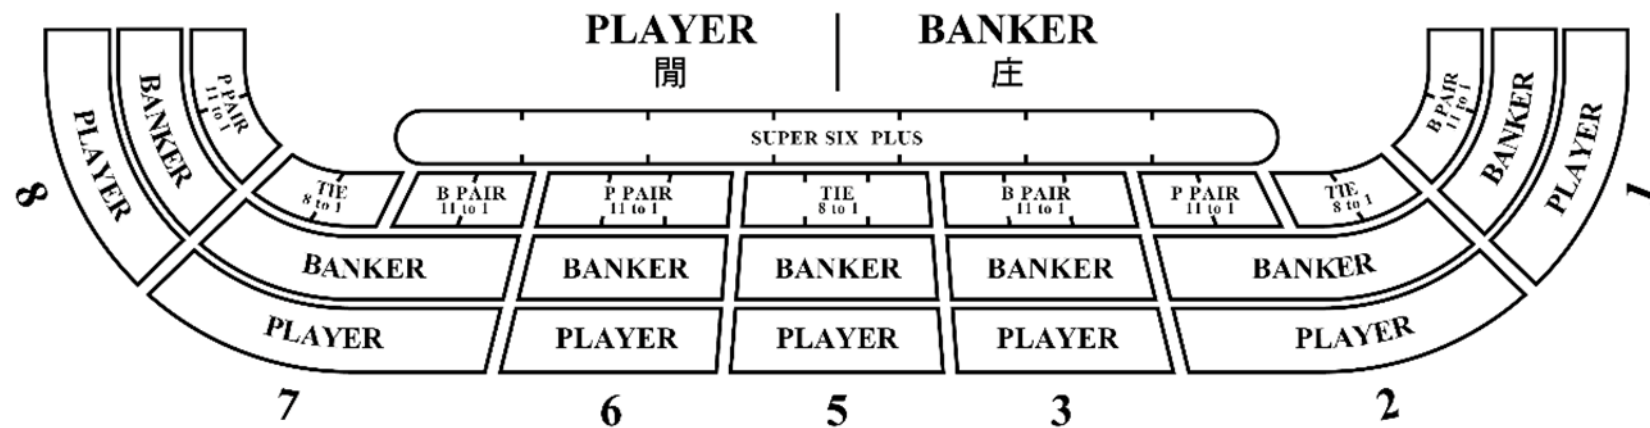 PLAYER
BANKER
閒
庄
SUPER SIX PLUS
PLAYER
BANKER
P PAIR
11 to 1
TIE
8 to 1
B PAIR
11 to 1
P PAIR
11 to 1
TIE
8 to 1
B PAIR
11 to 1
P PAIR
11 to 1
TIE
8 to 1
B PAIR
11 to 1
BANKER
PLAYER
BANKER
BANKER
BANKER
BANKER
BANKER
PLAYER
PLAYER
PLAYER
PLAYER
PLAYER
8
7
6
5
3
2
1